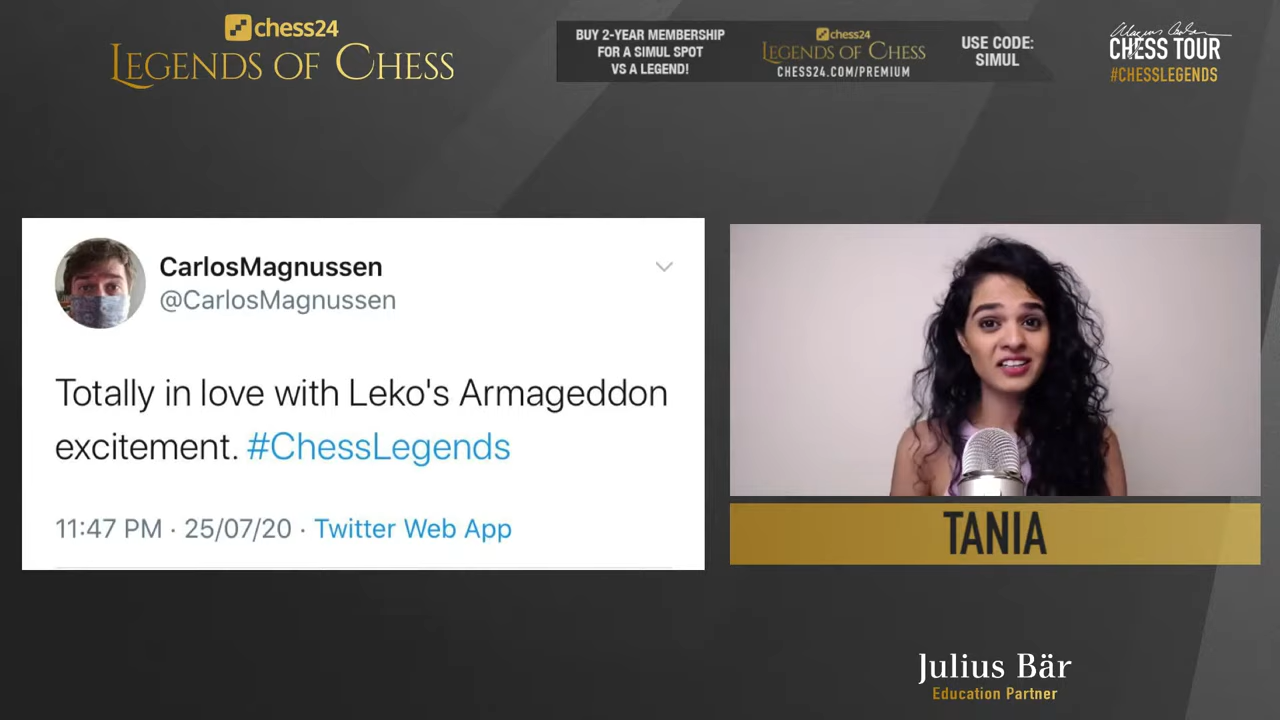 chess24
LEGENDS OF CHESS
BUY 2-YEAR MEMBERSHIP
FOR A SIMUL SPOT
VS A LEGEND!
chess24
LEGENDS OF CHESS
CHESS24.COM/PREMIUM
USE CODE:
SIMUL
Magnus Carlsen
CHESS TOUR
#CHESSLEGENDS
CarlosMagnussen
@CarlosMagnussen
Totally in love with Leko's Armageddon
excitement. #ChessLegends
11:47 PM · 25/07/20 · Twitter Web App
TANIA
Julius Bär
Education Partner